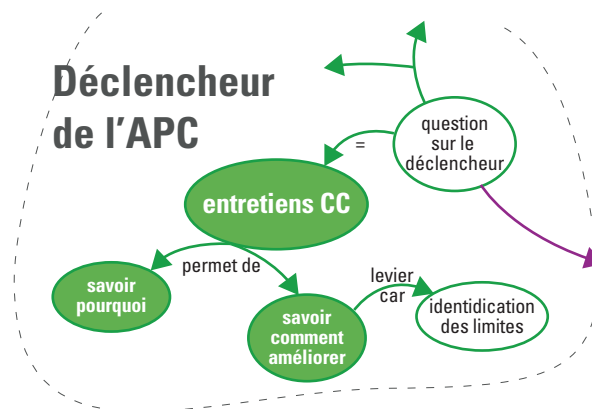 Déclencheur
de l'APC
question
sur le
déclencheur
=
entretiens CC
permet de
savoir
pourquoi
savoir
comment
améliorer
levier
car
identidication
des limites